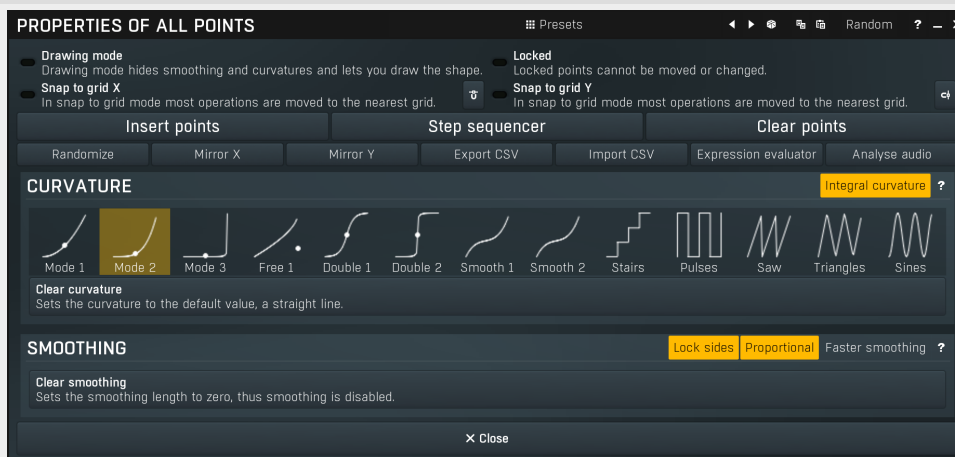 PROPERTIES OF ALL POINTS Presets Random ?
Drawing mode
Drawing mode hides smoothing and curvatures and lets you draw the shape.
Locked
Locked points cannot be moved or changed.
Snap to grid X
In snap to grid mode most operations are moved to the nearest grid.
Snap to grid Y
In snap to grid mode most operations are moved to the nearest grid.
Insert points Step sequencer Clear points
Randomize Mirror X Mirror Y Export CSV Import CSV Expression evaluator Analyse audio
CURVATURE Integral curvature ?
Mode 1 Mode 2 Mode 3 Free 1 Double 1 Double 2 Smooth 1 Smooth 2 Stairs Pulses Saw Triangles Sines
Clear curvature
Sets the curvature to the default value, a straight line.
SMOOTHING Lock sides Proportional Faster smoothing ?
Clear smoothing
Sets the smoothing length to zero, thus smoothing is disabled.
Close